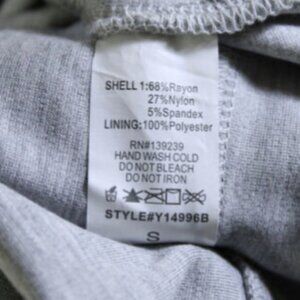 SHELL 1:68%Rayon
27%Nylon
5%Spandex
LINING:100%Polyester
RN#139239
HAND WASH COLD
DO NOT BLEACH
DO NOT IRON
STYLE#Y14996B
S